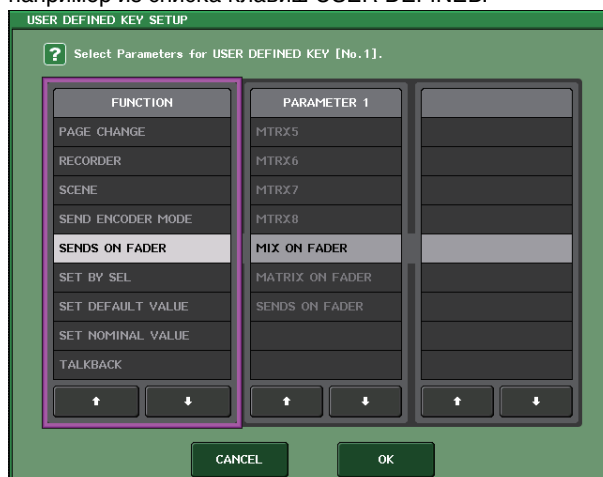 например из списка клавиш USER DEFINED.
USER DEFINED KEY SETUP
? Select Parameters for USER DEFINED KEY [No.1].
FUNCTION
PAGE CHANGE
RECORDER
SCENE
SEND ENCODER MODE
SENDS ON FADER
SET BY SEL
SET DEFAULT VALUE
SET NOMINAL VALUE
TALKBACK
PARAMETER 1
MTRX5
MTRX6
MTRX7
MTRX8
MIX ON FADER
MATRIX ON FADER
SENDS ON FADER
CANCEL
OK